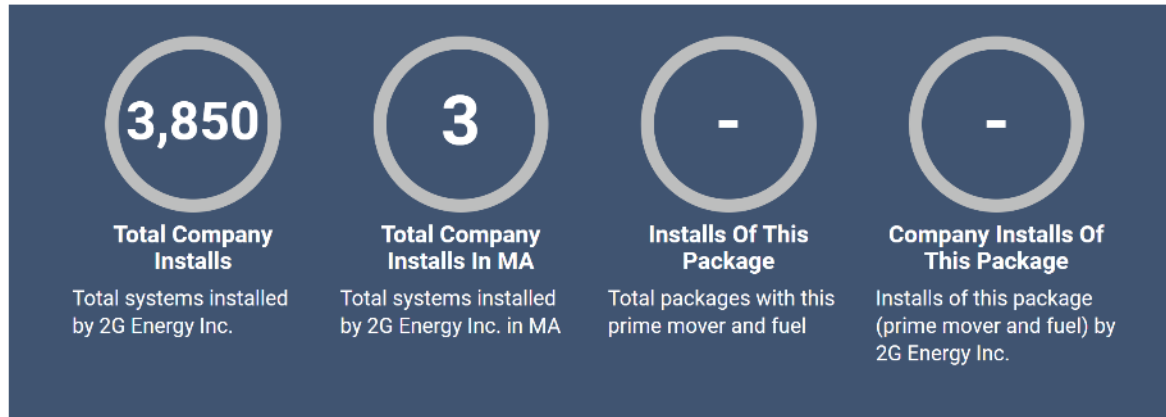 3,850
Total Company
Installs
Total systems installed
by 2G Energy Inc.
3
Total Company
Installs In MA
Total systems installed
by 2G Energy Inc. in MA
-
Installs Of This
Package
Total packages with this
prime mover and fuel
-
Company Installs Of
This Package
Installs of this package
(prime mover and fuel) by
2G Energy Inc.